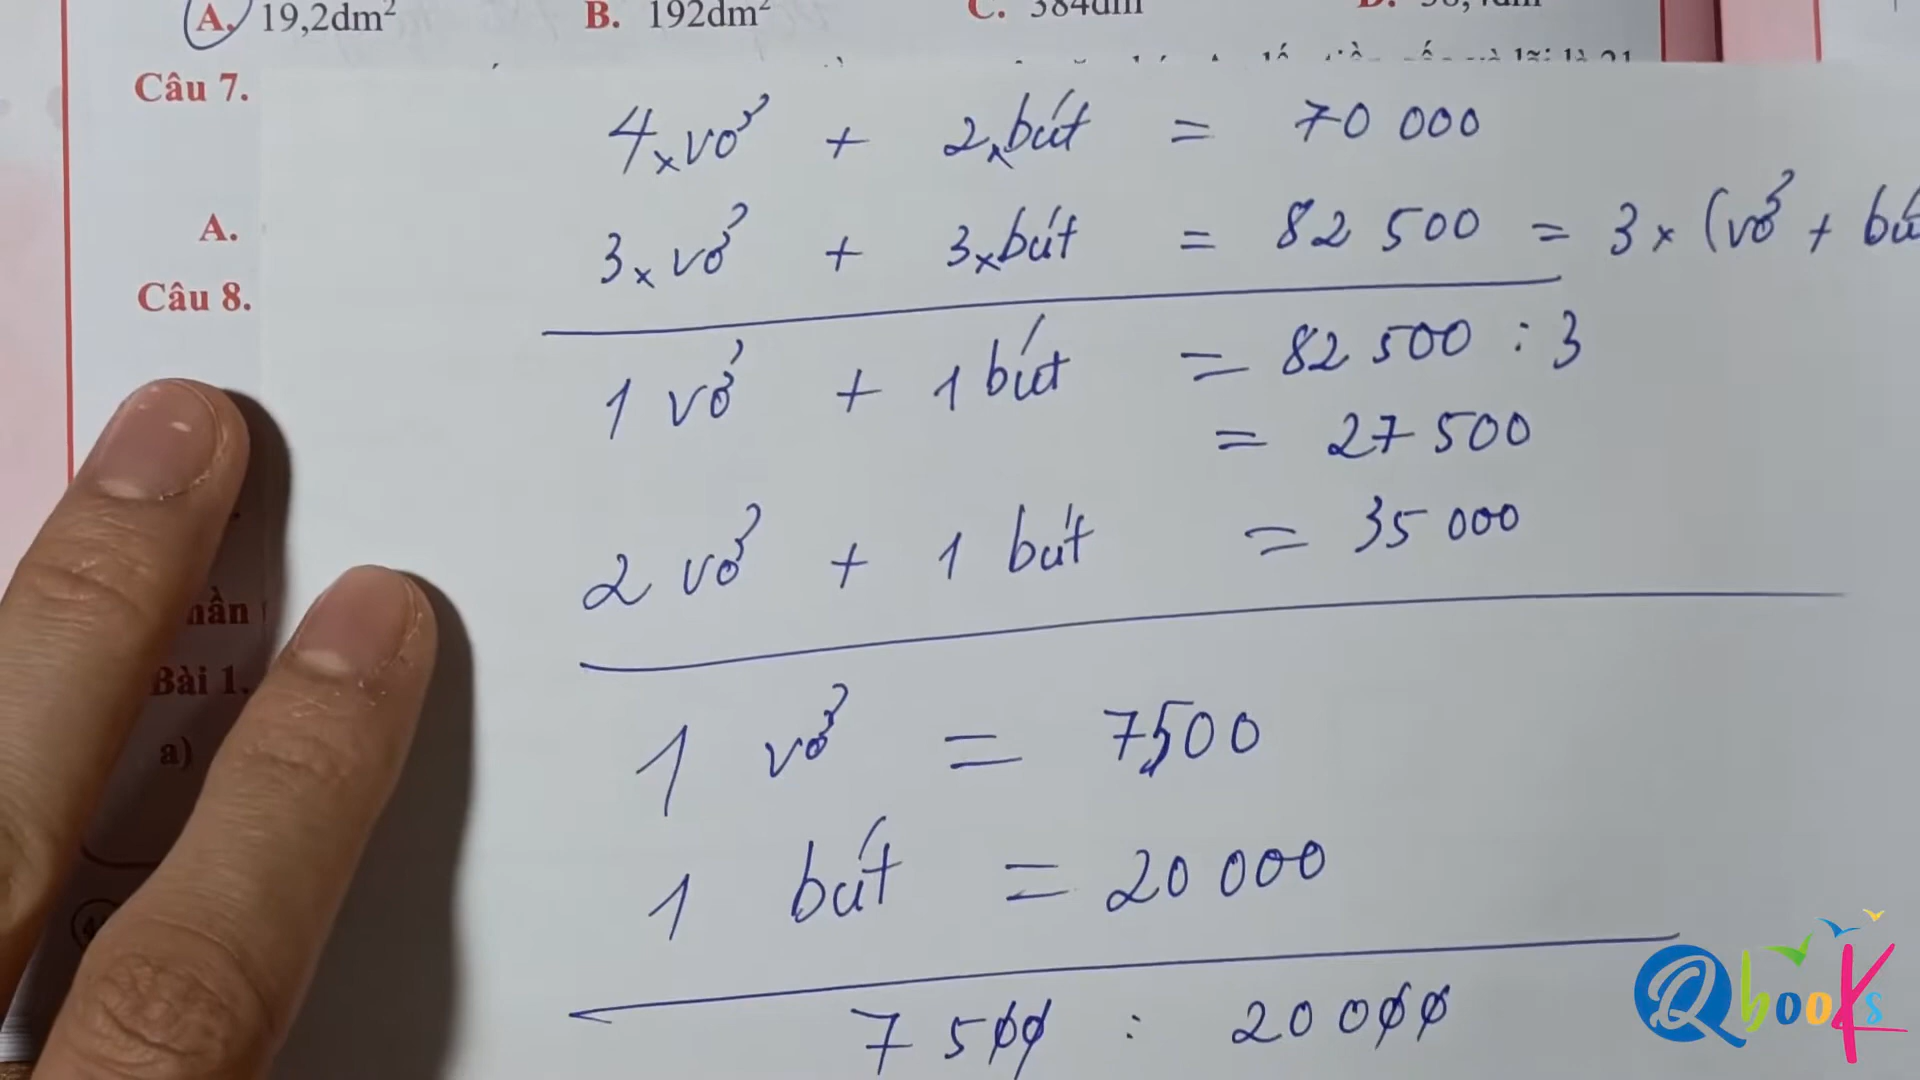 A. 19,2dm² B. 192dm² C. 384dm D.
Câu 7.
4 x vở + 2 x bút = 70 000
A.
3 x vở + 3 x bút = 82 500 = 3 x (vở + bú
Câu 8.
1 vở + 1 bút = 82 500 : 3
= 27 500
2 vở + 1 bút = 35 000
Bài 1.
1 vở = 7500
a)
1 bút = 20 000
7 500 : 20 000
Qbooks